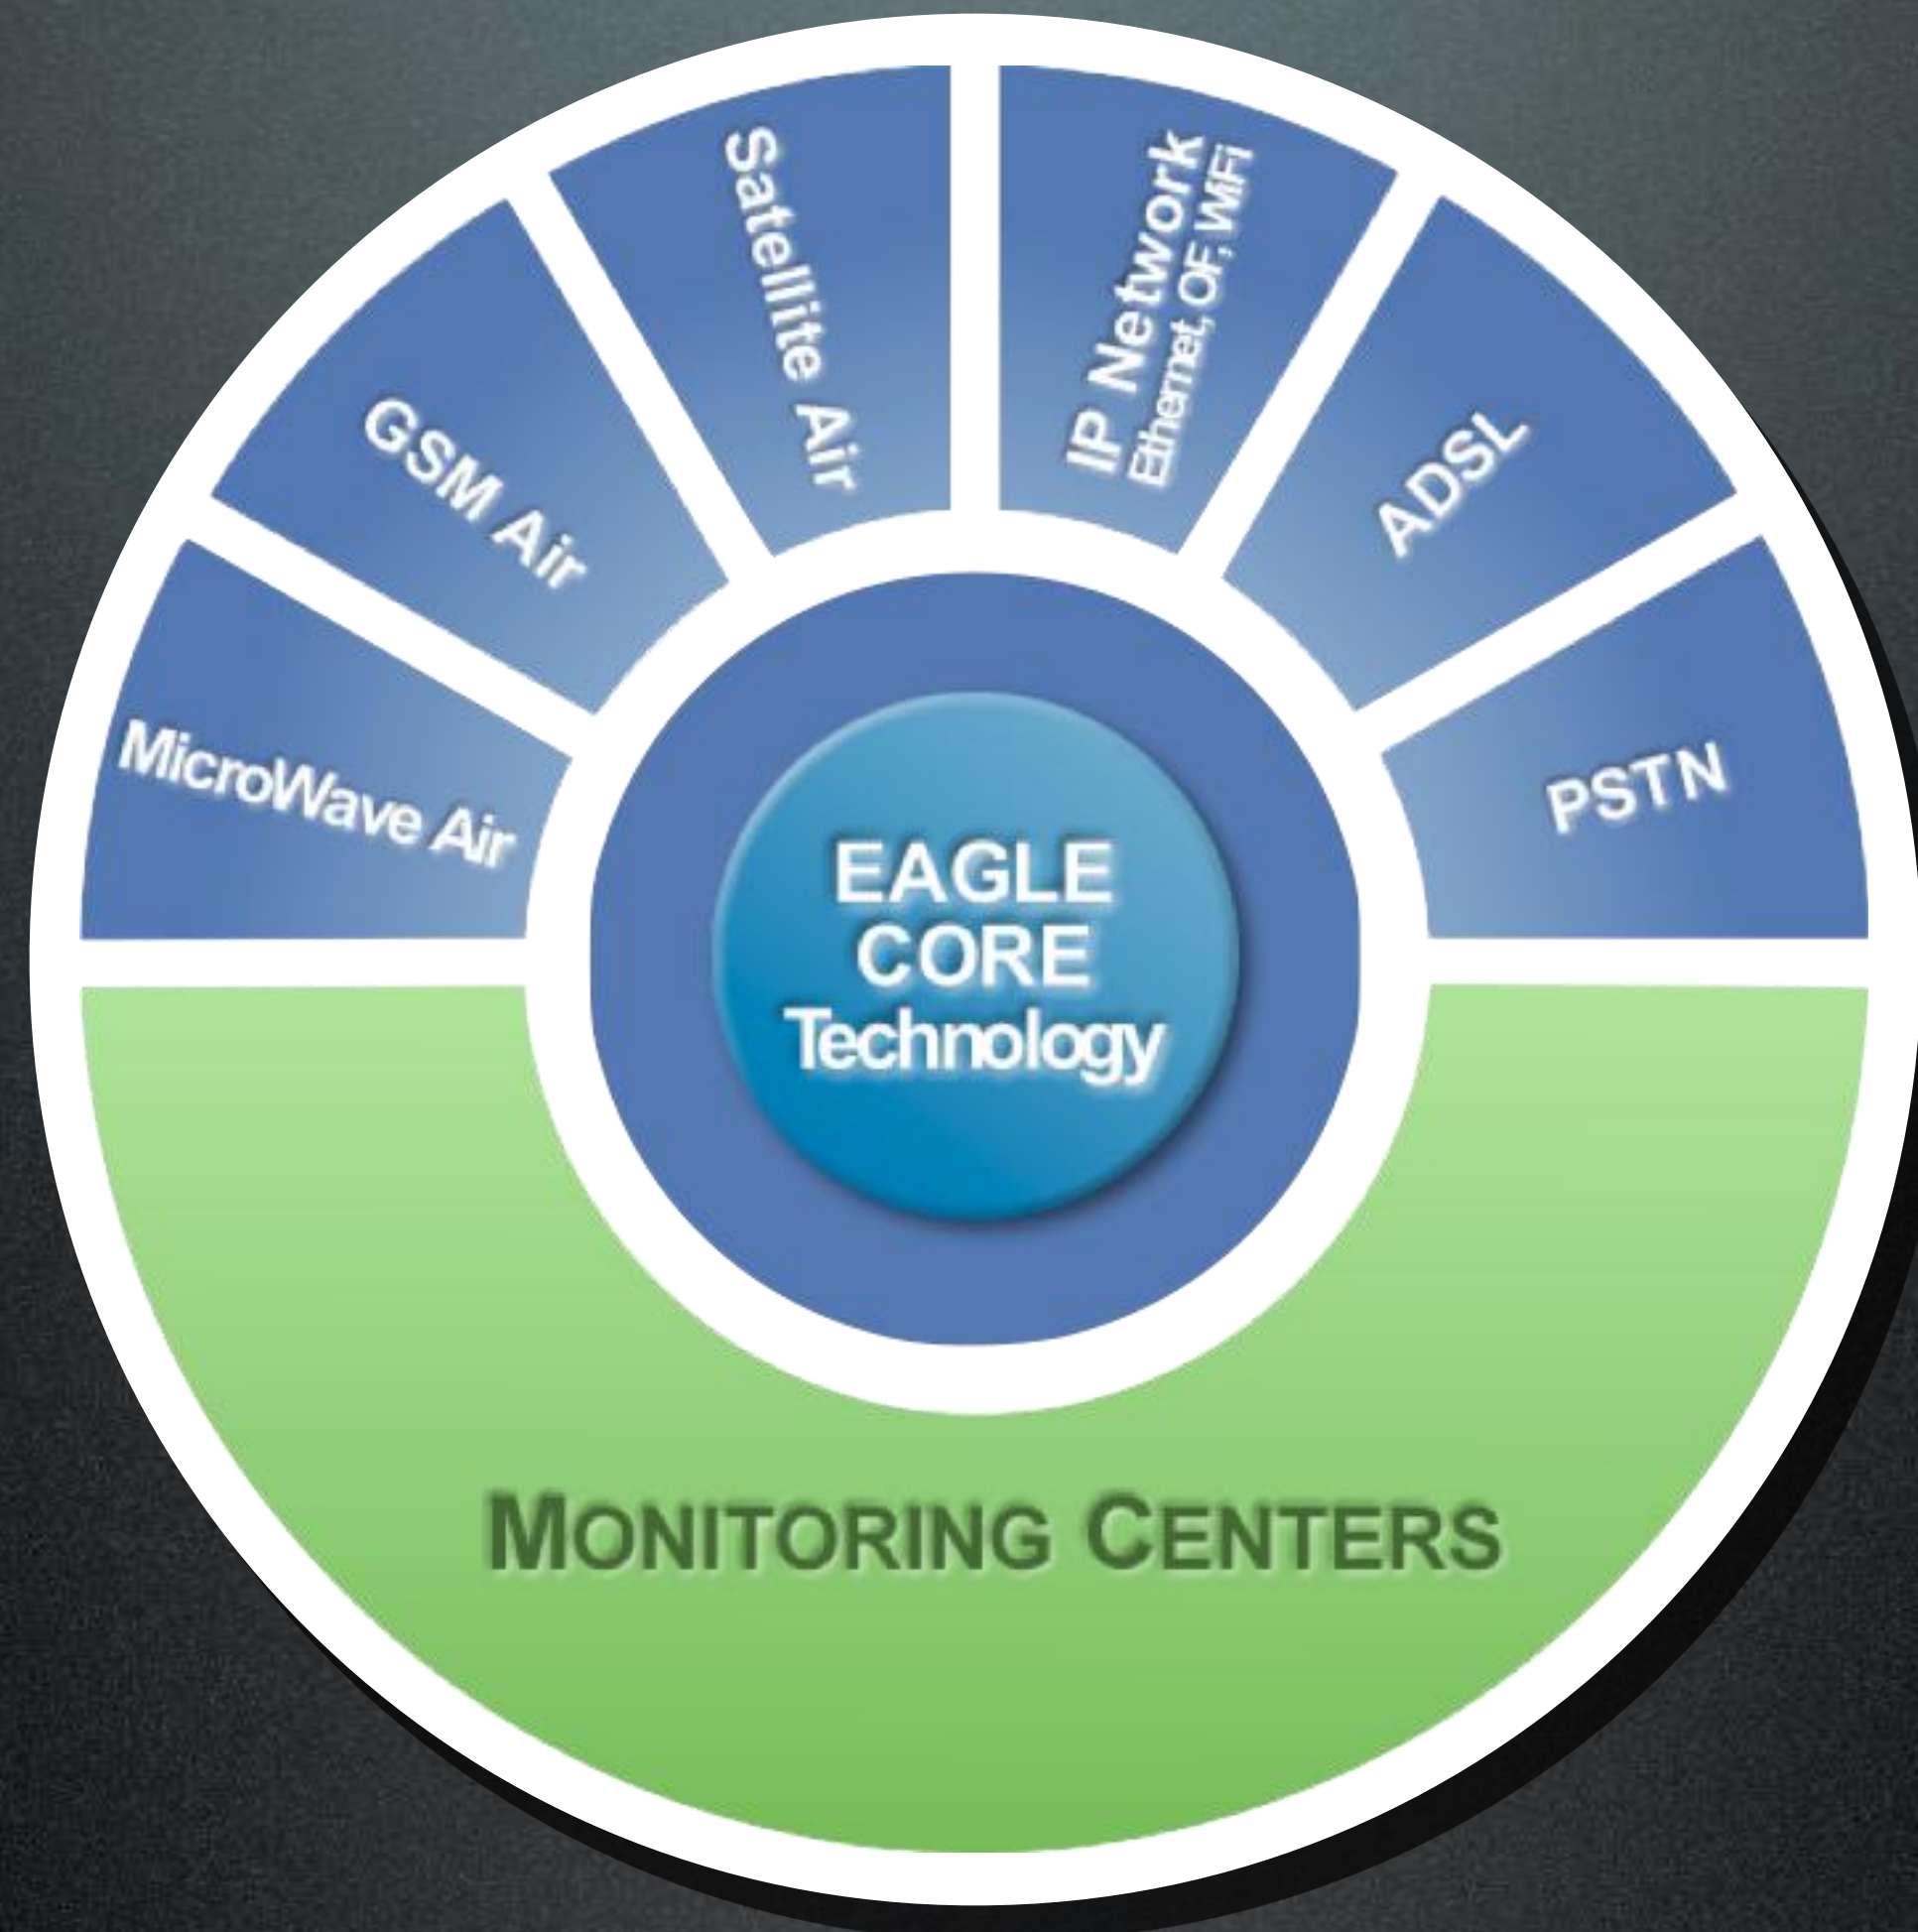 MicroWave Air
GSM Air
Satellite Air
IP Network
Ethernet, OF, WiFi
ADSL
PSTN
EAGLE
CORE
Technology
MONITORING CENTERS